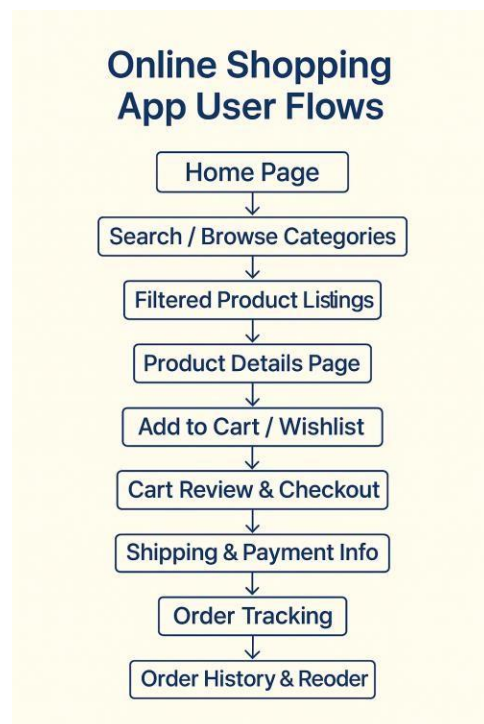 Online Shopping
App User Flows
Home Page
Search / Browse Categories
Filtered Product Listings
Product Details Page
Add to Cart / Wishlist
Cart Review & Checkout
Shipping & Payment Info
Order Tracking
Order History & Reoder